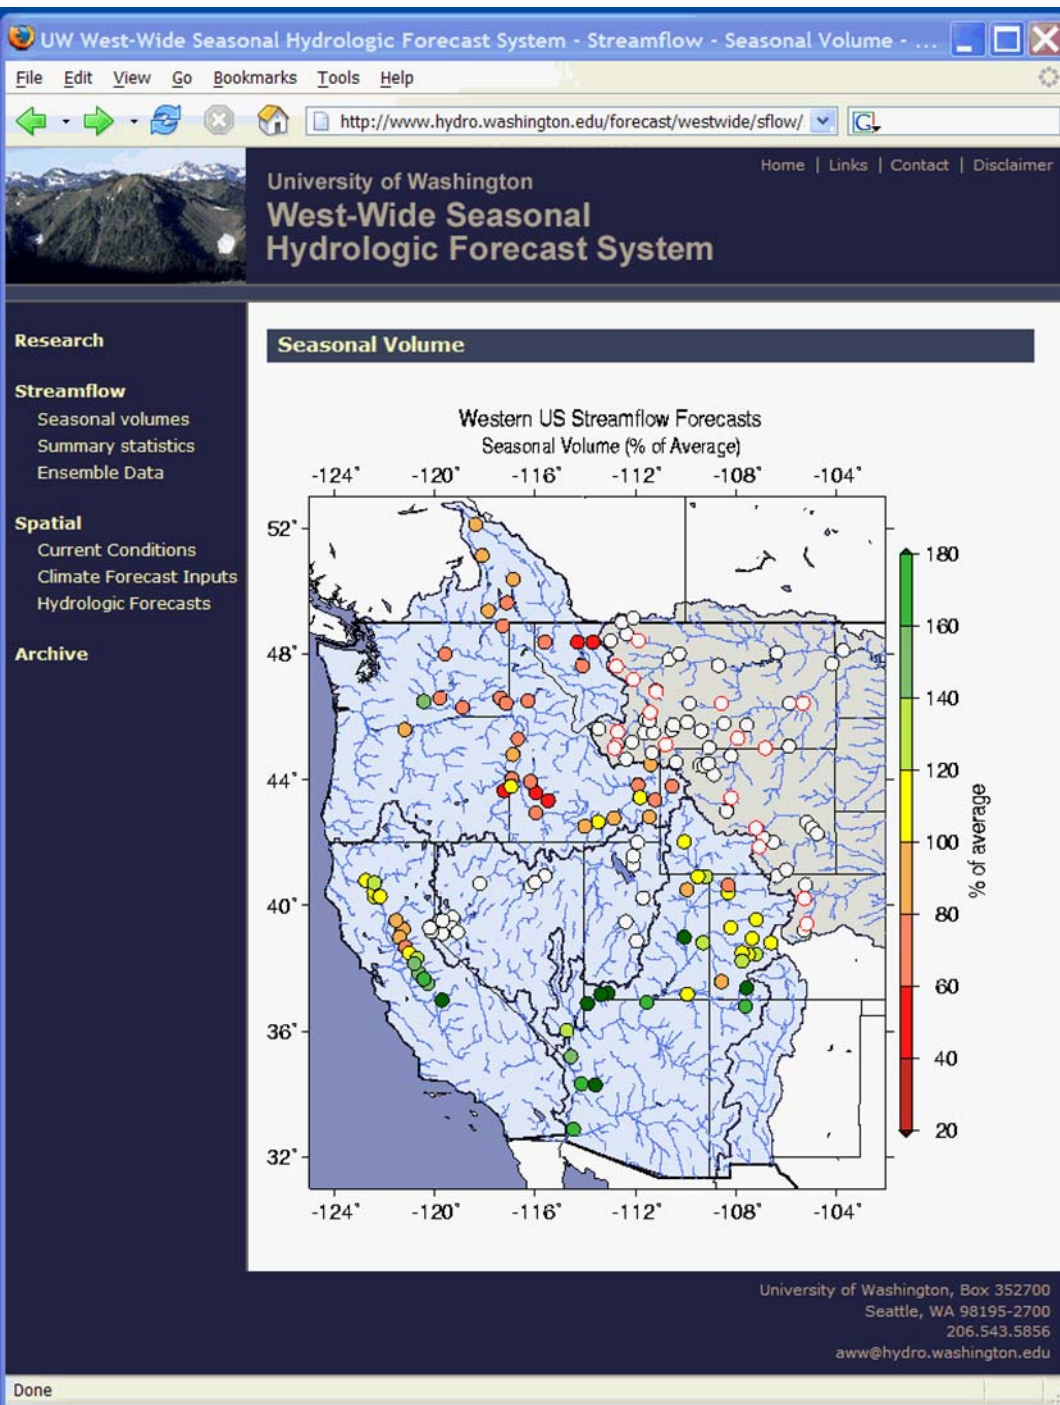 UW West-Wide Seasonal Hydrologic Forecast System - Streamflow - Seasonal Volume - ...
File Edit View Go Bookmarks Tools Help
http://www.hydro.washington.edu/forecast/westwide/sflow/
G
Home | Links | Contact | Disclaimer
University of Washington
West-Wide Seasonal
Hydrologic Forecast System
Research
Streamflow
Seasonal volumes
Summary statistics
Ensemble Data
Spatial
Current Conditions
Climate Forecast Inputs
Hydrologic Forecasts
Archive
Seasonal Volume
Western US Streamflow Forecasts
Seasonal Volume (% of Average)
-124° -120° -116° -112° -108° -104°
52°
48°
44°
40°
36°
32°
-124° -120° -116° -112° -108° -104°
180
160
140
120
100
80
60
40
20
% of average
University of Washington, Box 352700
Seattle, WA 98195-2700
206.543.5856
aww@hydro.washington.edu
Done